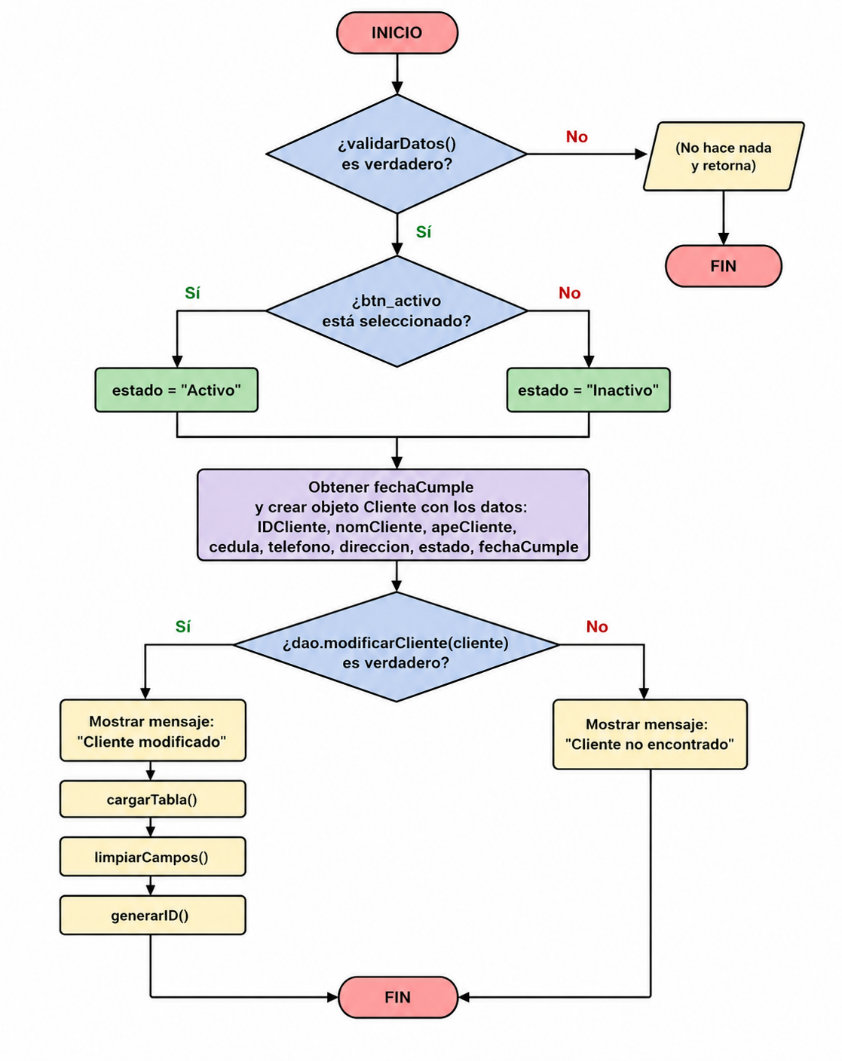 INICIO
¿validarDatos()
es verdadero?
No
(No hace nada
y retorna)
Sí
FIN
¿btn_activo
está seleccionado?
Sí
No
estado = "Activo"
estado = "Inactivo"
Obtener fechaCumple
y crear objeto Cliente con los datos:
IDCliente, nomCliente, apeCliente,
cedula, telefono, direccion, estado, fechaCumple
¿dao.modificarCliente(cliente)
es verdadero?
Sí
No
Mostrar mensaje:
"Cliente modificado"
Mostrar mensaje:
"Cliente no encontrado"
cargarTabla()
limpiarCampos()
generarID()
FIN